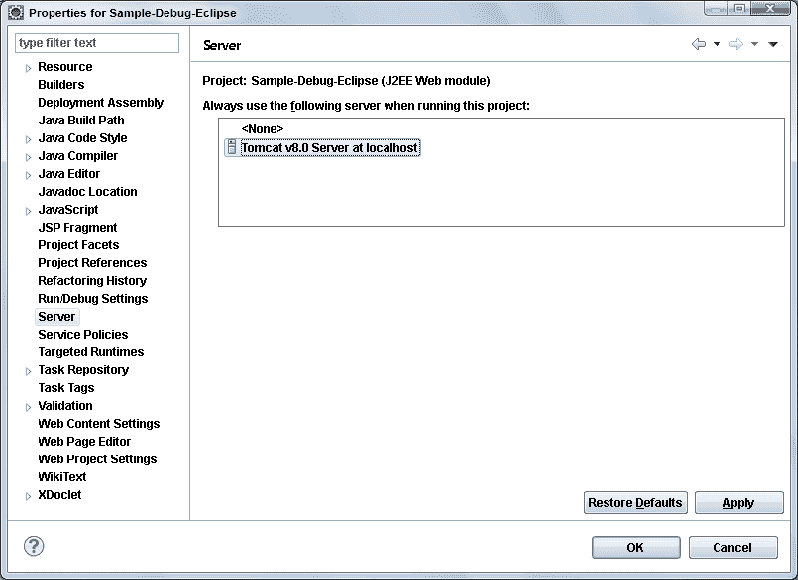 Properties for Sample-Debug-Eclipse
type filter text
Resource
Builders
Deployment Assembly
Java Build Path
Java Code Style
Java Compiler
Java Editor
Javadoc Location
JavaScript
JSP Fragment
Project Facets
Project References
Refactoring History
Run/Debug Settings
Server
Service Policies
Targeted Runtimes
Task Repository
Task Tags
Validation
Web Content Settings
Web Page Editor
Web Project Settings
WikiText
XDoclet
Server
Project: Sample-Debug-Eclipse (J2EE Web module)
Always use the following server when running this project:
<None>
Tomcat v8.0 Server at localhost
Restore Defaults
Apply
?
OK
Cancel